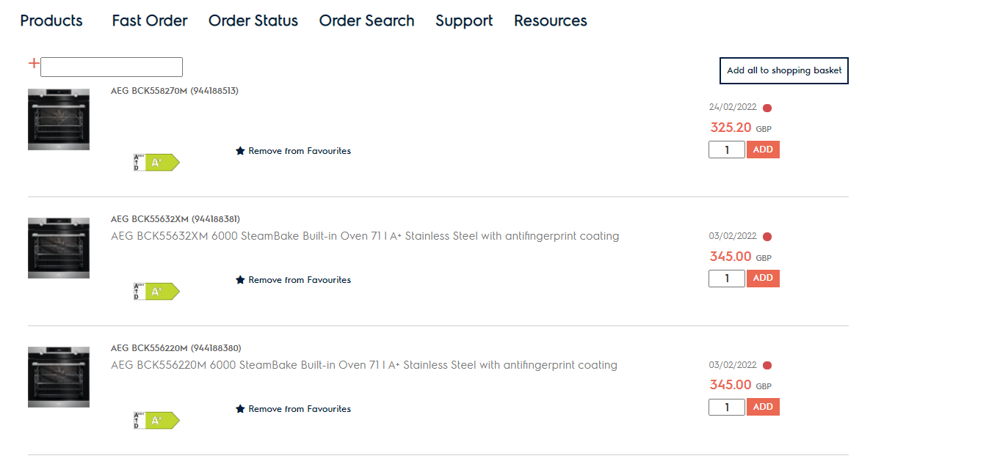 Products Fast Order Order Status Order Search Support Resources
+
Add all to shopping basket
AEG BCK558270M (944188513)
24/02/2022
325.20 GBP
1 ADD
Remove from Favourites
A+++
D
A+
AEG BCK55632XM (944188381)
AEG BCK55632XM 6000 SteamBake Built-in Oven 71 l A+ Stainless Steel with antifingerprint coating
03/02/2022
345.00 GBP
1 ADD
Remove from Favourites
A+++
D
A+
AEG BCK556220M (944188380)
AEG BCK556220M 6000 SteamBake Built-in Oven 71 l A+ Stainless Steel with antifingerprint coating
03/02/2022
345.00 GBP
1 ADD
Remove from Favourites
A+++
D
A+